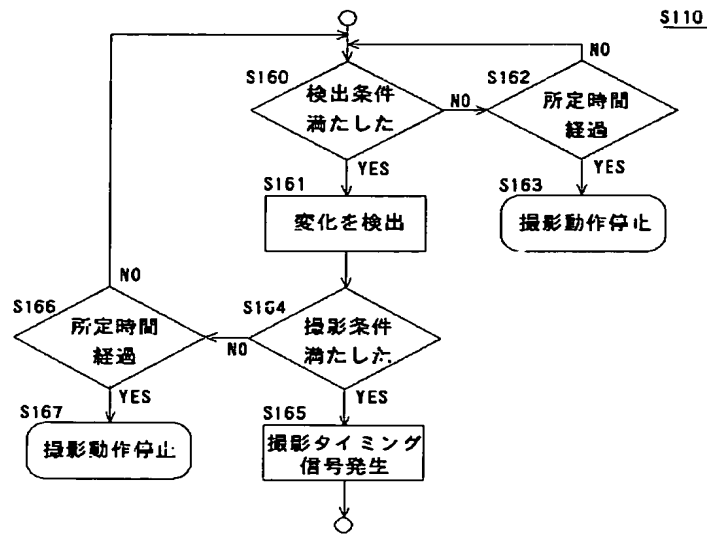 S110
S160
検出条件
満たした
NO
YES
S162
所定時間
経過
NO
YES
S163
撮影動作停止
S161
変化を検出
S164
撮影条件
満たした
NO
YES
S166
所定時間
経過
NO
YES
S167
撮影動作停止
S165
撮影タイミング
信号発生